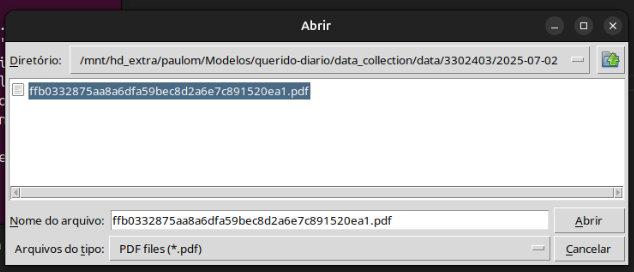 Abrir
Diretório: /mnt/hd_extra/paulom/Modelos/querido-diario/data_collection/data/3302403/2025-07-02
ffb0332875aa8a6dfa59bec8d2a6e7c891520ea1.pdf
Nome do arquivo: ffb0332875aa8a6dfa59bec8d2a6e7c891520ea1.pdf Abrir
Arquivos do tipo: PDF files (*.pdf) Cancelar